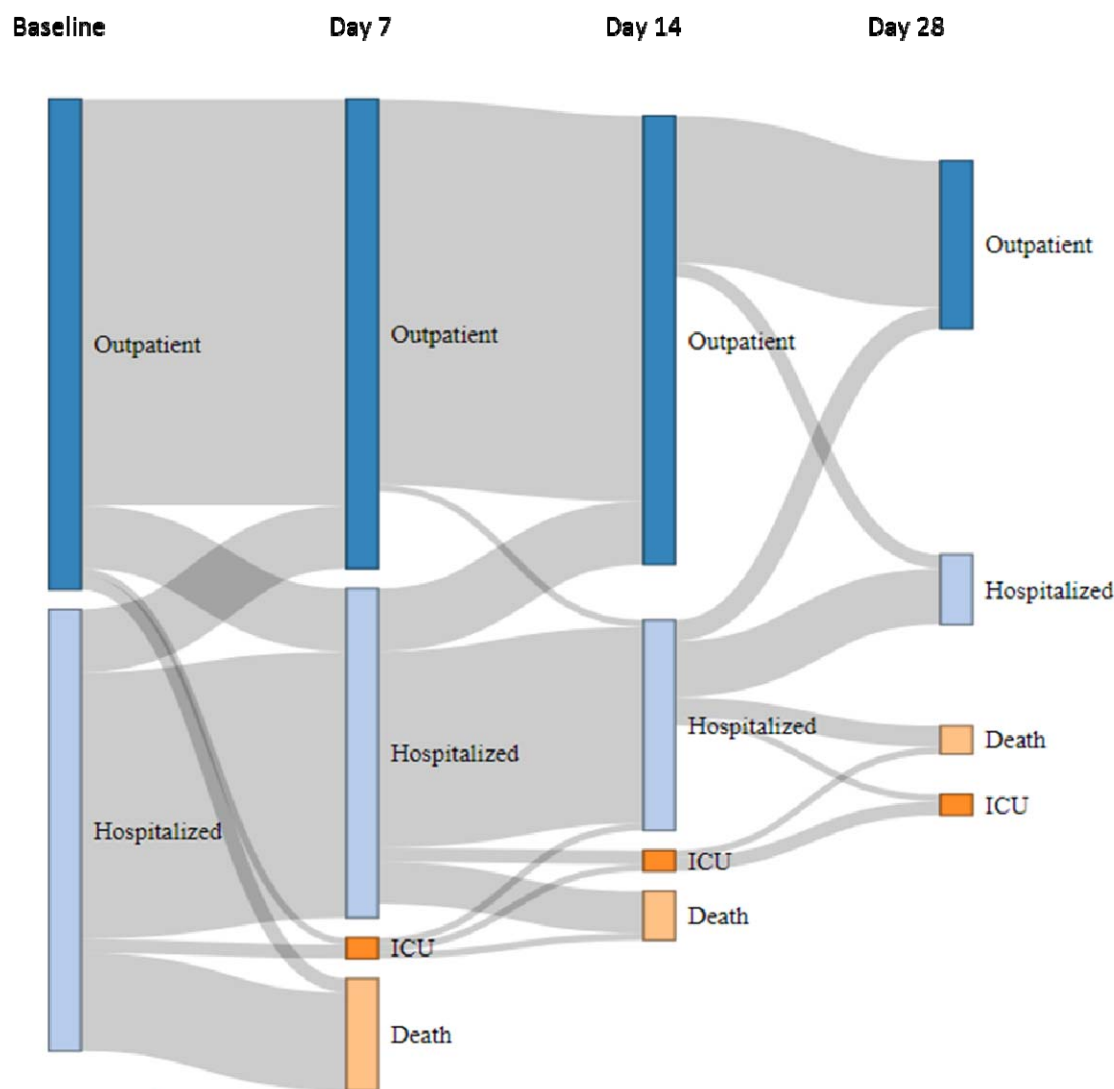 Baseline Day 7 Day 14 Day 28
Outpatient
Outpatient
Outpatient
Outpatient
Hospitalized
Hospitalized
Hospitalized
Death
Hospitalized
ICU
Hospitalized
ICU
Death
ICU
Death